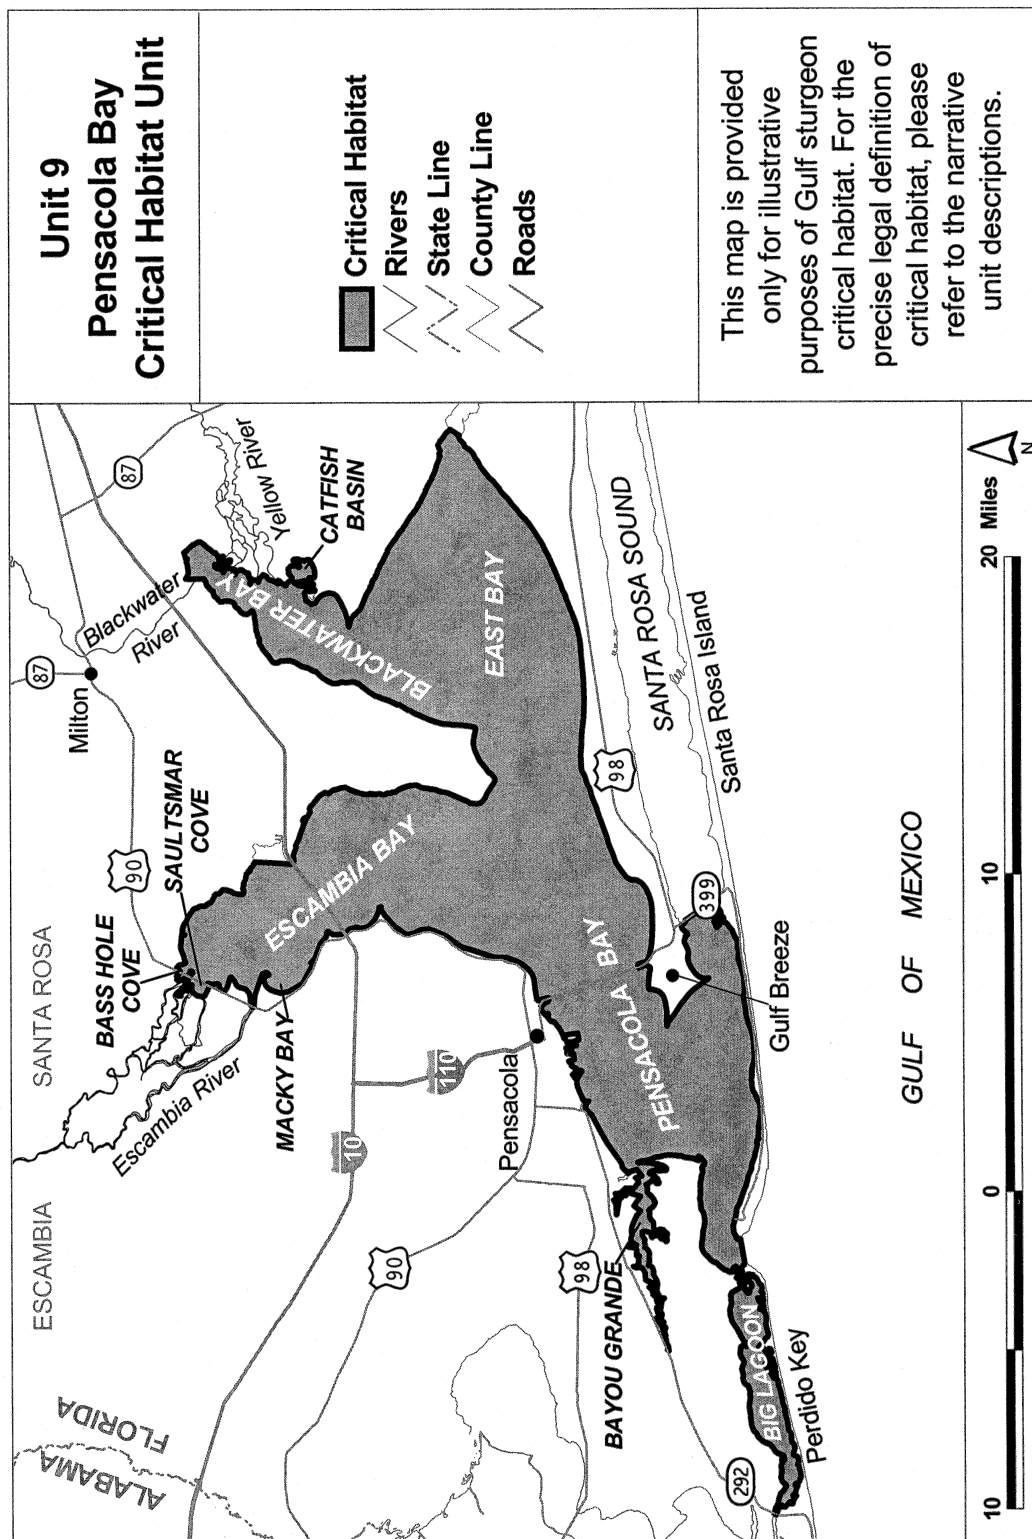 Unit 9
Pensacola Bay
Critical Habitat Unit
Critical Habitat
Rivers
State Line
County Line
Roads
This map is provided
only for illustrative
purposes of Gulf sturgeon
critical habitat. For the
precise legal definition of
critical habitat, please
refer to the narrative
unit descriptions.
ESCAMBIA
SANTA ROSA
ALABAMA
FLORIDA
87
87
Milton
Blackwater
River
Yellow River
CATFISH
BASIN
BLACKWATER BAY
90
SAULTSMAR
COVE
BASS HOLE
COVE
Escambia River
MACKY BAY
ESCAMBIA BAY
EAST BAY
10
110
90
Pensacola
98
98
BAYOU GRANDE
PENSACOLA BAY
SANTA ROSA SOUND
Santa Rosa Island
399
Gulf Breeze
292
BIG LAGOON
Perdido Key
GULF OF MEXICO
10
0
10
20 Miles
N